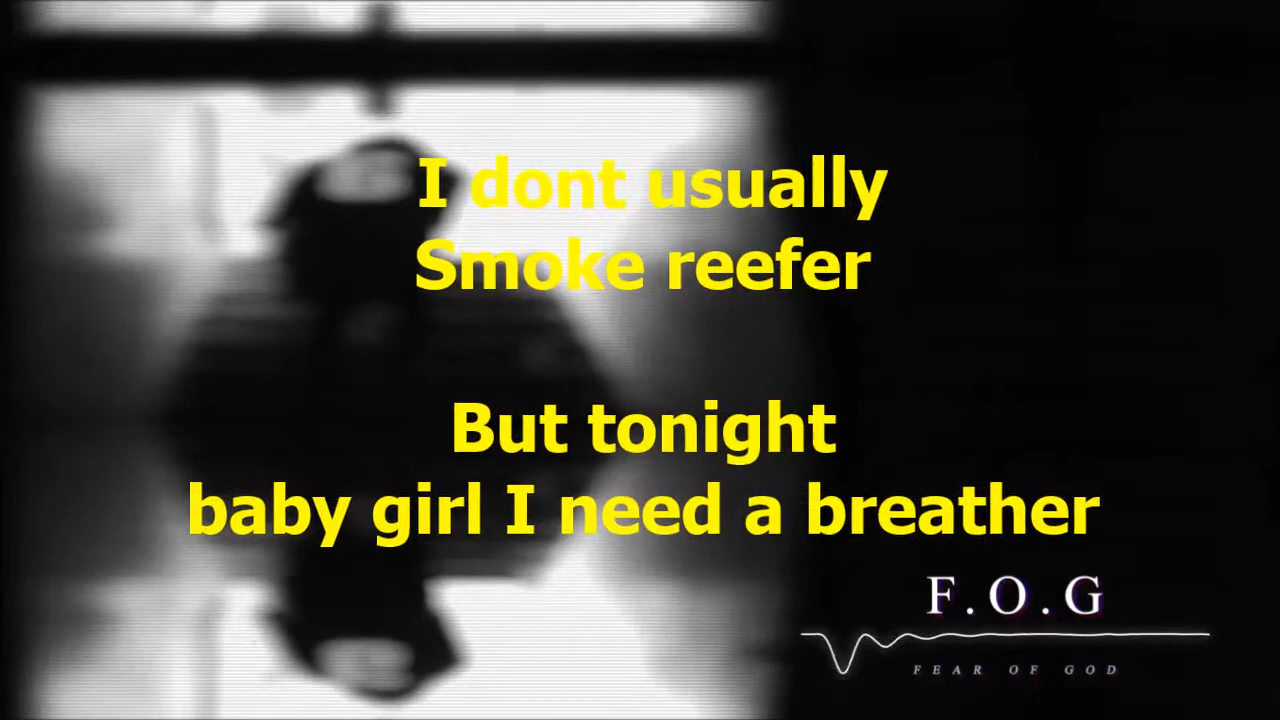 I dont usually
Smoke reefer
But tonight
baby girl I need a breather
F.O.G
FEAR OF GOD